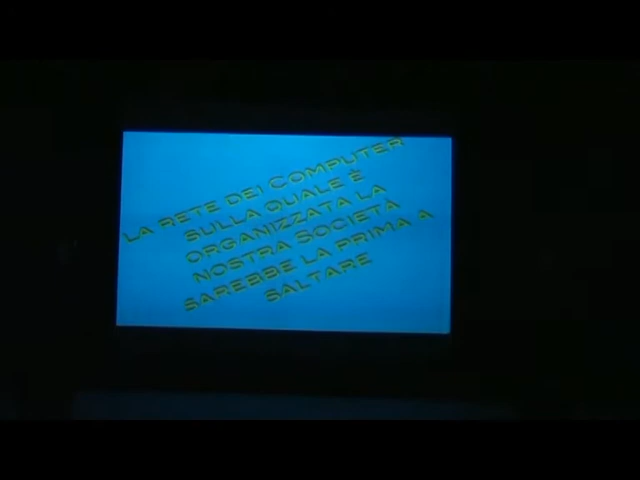 LA RETE DEI COMPUTER
SULLA QUALE È
ORGANIZZATA LA
NOSTRA SOCIETÀ
SAREBBE LA PRIMA A
SALTARE